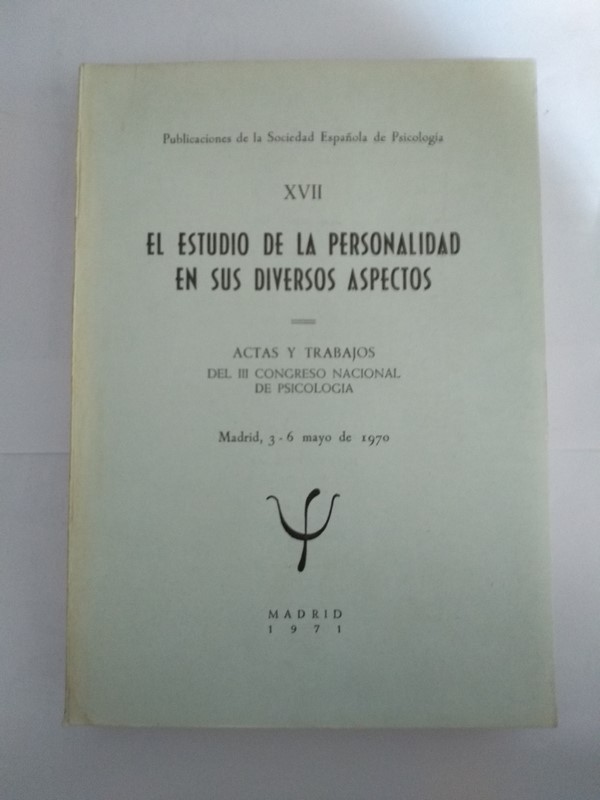 Publicaciones de la Sociedad Española de Psicología
XVII
EL ESTUDIO DE LA PERSONALIDAD
EN SUS DIVERSOS ASPECTOS
ACTAS Y TRABAJOS
DEL III CONGRESO NACIONAL
DE PSICOLOGIA
Madrid, 3-6 mayo de 1970
MADRID
1971